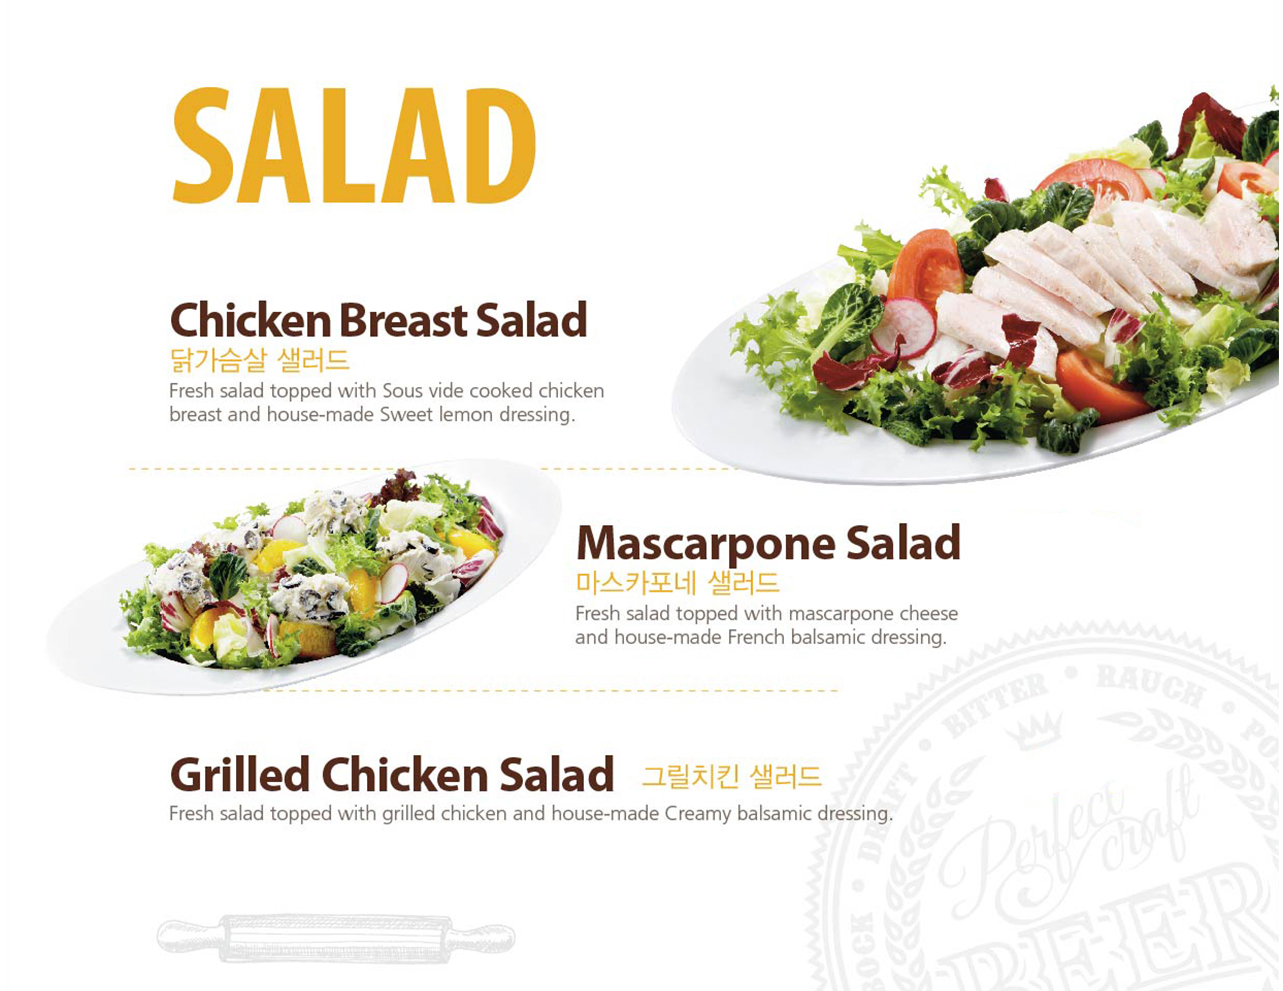 SALAD
Chicken Breast Salad
닭가슴살 샐러드
Fresh salad topped with Sous vide cooked chicken
breast and house-made Sweet lemon dressing.
Mascarpone Salad
마스카포네 샐러드
Fresh salad topped with mascarpone cheese
and house-made French balsamic dressing.
Grilled Chicken Salad 그릴치킨 샐러드
Fresh salad topped with grilled chicken and house-made Creamy balsamic dressing.
BOCK • DRAFT • BITTER • RAUCH • PO
Perfect
craft
BEER